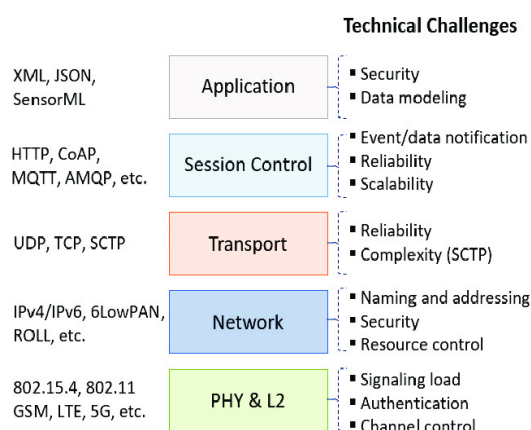 Technical Challenges
XML, JSON,
SensorML
Application
▪ Security
▪ Data modeling
HTTP, CoAP,
MQTT, AMQP, etc.
Session Control
▪ Event/data notification
▪ Reliability
▪ Scalability
UDP, TCP, SCTP
Transport
▪ Reliability
▪ Complexity (SCTP)
IPv4/IPv6, 6LowPAN,
ROLL, etc.
Network
▪ Naming and addressing
▪ Security
▪ Resource control
802.15.4, 802.11
GSM, LTE, 5G, etc.
PHY & L2
▪ Signaling load
▪ Authentication
▪ Channel control